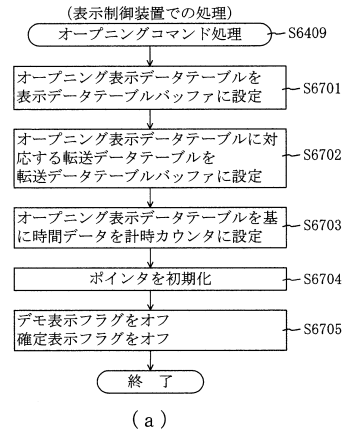 (表示制御装置での処理)
オープニングコマンド処理
S6409
オープニング表示データテーブルを
表示データテーブルバッファに設定
S6701
オープニング表示データテーブルに対
応する転送データテーブルを
転送データテーブルバッファに設定
S6702
オープニング表示データテーブルを基
に時間データを計時カウンタに設定
S6703
ポインタを初期化
S6704
デモ表示フラグをオフ
確定表示フラグをオフ
S6705
終 了
(a)